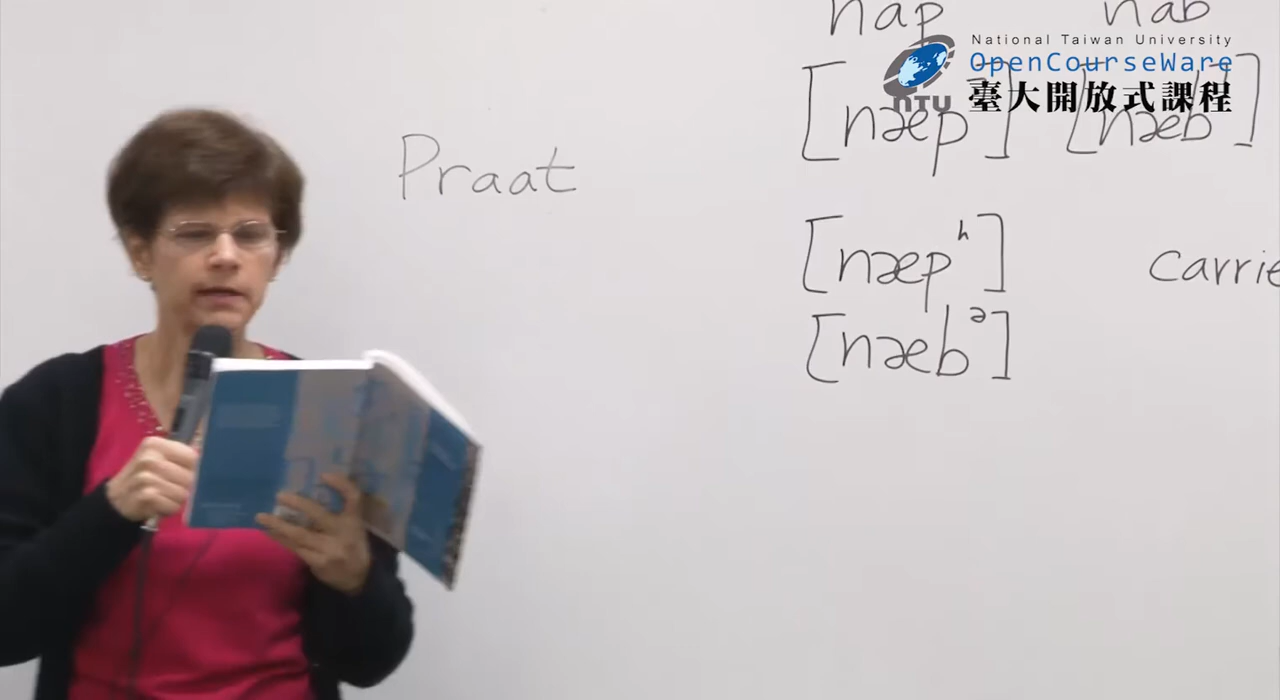 nap nab
National Taiwan University
OpenCourseWare
NTU 臺大開放式課程
[næp] [næb]
Praat
[næpʰ] carrie
[næbᵊ]